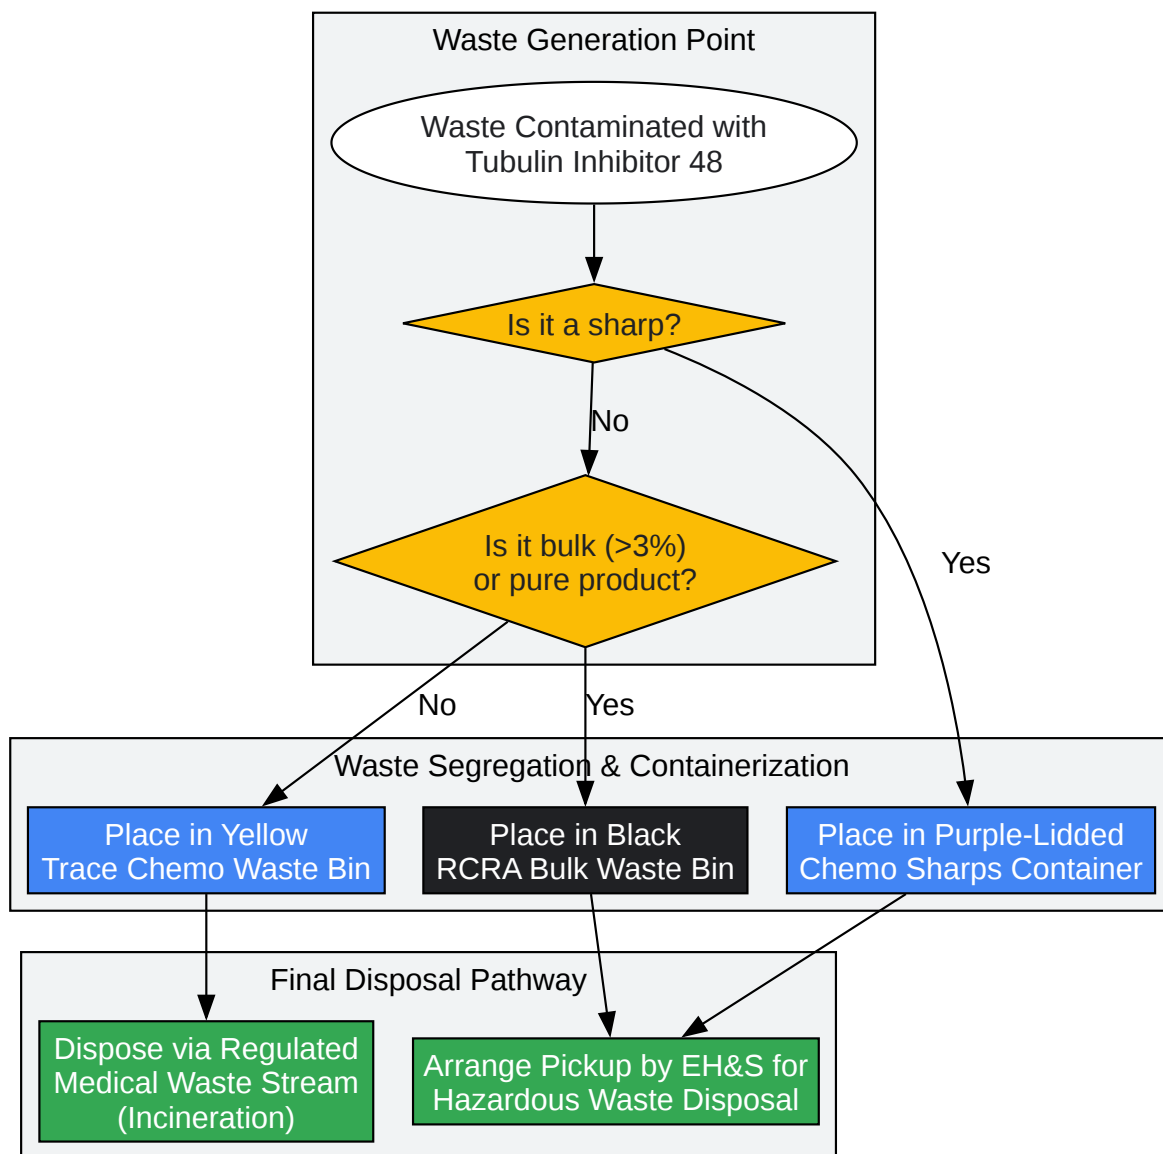 Waste Generation Point
Waste Contaminated with
Tubulin Inhibitor 48
Is it a sharp?
No
Is it bulk (>3%)
or pure product?
Yes
No
Yes
Waste Segregation & Containerization
Place in Yellow
Trace Chemo Waste Bin
Place in Black
RCRA Bulk Waste Bin
Place in Purple-Lidded
Chemo Sharps Container
Final Disposal Pathway
Dispose via Regulated
Medical Waste Stream
(Incineration)
Arrange Pickup by EH&S for
Hazardous Waste Disposal